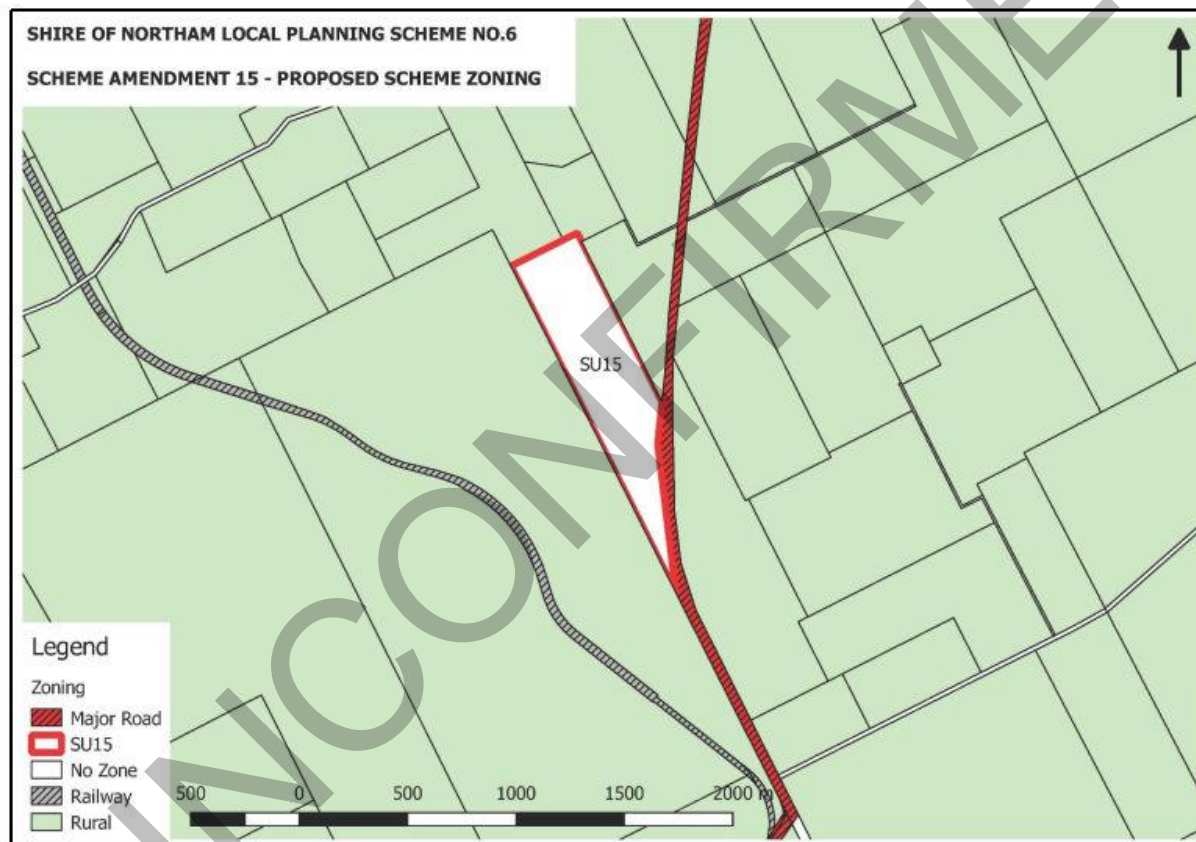 SHIRE OF NORTHAM LOCAL PLANNING SCHEME NO.6
SCHEME AMENDMENT 15 - PROPOSED SCHEME ZONING
SU15
Legend
Zoning
Major Road
SU15
No Zone
Railway
Rural
500 0 500 1000 1500 2000 m
NCONFIRME